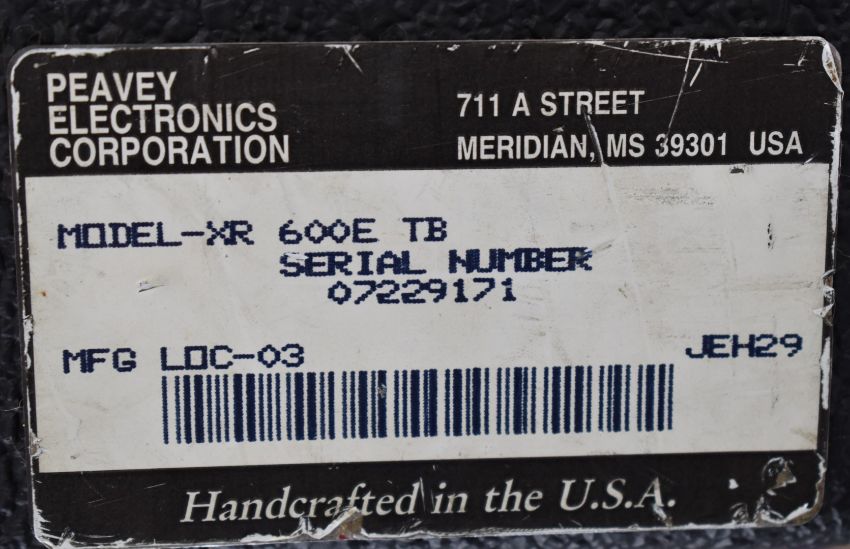 PEAVEY
ELECTRONICS
CORPORATION
711 A STREET
MERIDIAN, MS 39301 USA
MODEL-XR 600E TB
SERIAL NUMBER
07229171
MFG LOC-03
JEH29
Handcrafted in the U.S.A.